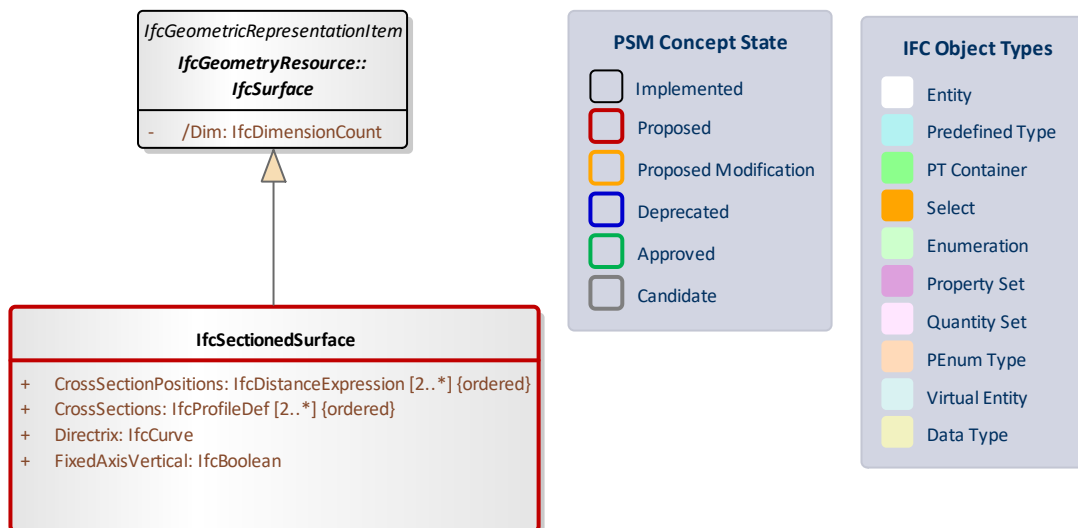 IfcGeometricRepresentationItem
IfcGeometryResource::
IfcSurface
- /Dim: IfcDimensionCount
IfcSectionedSurface
+ CrossSectionPositions: IfcDistanceExpression [2..*] {ordered}
+ CrossSections: IfcProfileDef [2..*] {ordered}
+ Directrix: IfcCurve
+ FixedAxisVertical: IfcBoolean
PSM Concept State
Implemented
Proposed
Proposed Modification
Deprecated
Approved
Candidate
IFC Object Types
Entity
Predefined Type
PT Container
Select
Enumeration
Property Set
Quantity Set
PEnum Type
Virtual Entity
Data Type